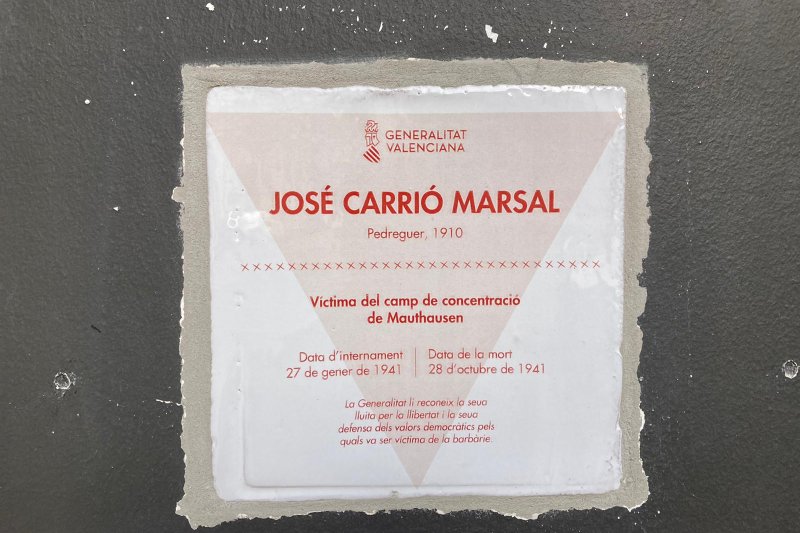 GENERALITAT
VALENCIANA
JOSÉ CARRIÓ MARSAL
Pedreguer, 1910
Víctima del camp de concentració
de Mauthausen
Data d'internament
27 de gener de 1941
Data de la mort
28 d'octubre de 1941
La Generalitat li reconeix la seua
lluita per la llibertat i la seua
defensa dels valors democràtics pels
quals va ser víctima de la barbàrie.